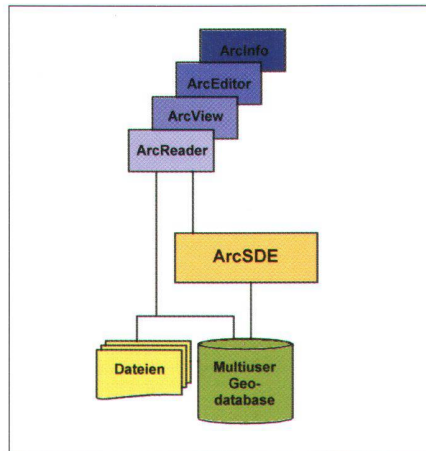 ArcInfo
ArcEditor
ArcView
ArcReader
ArcSDE
Dateien
Multiuser
Geo-
database